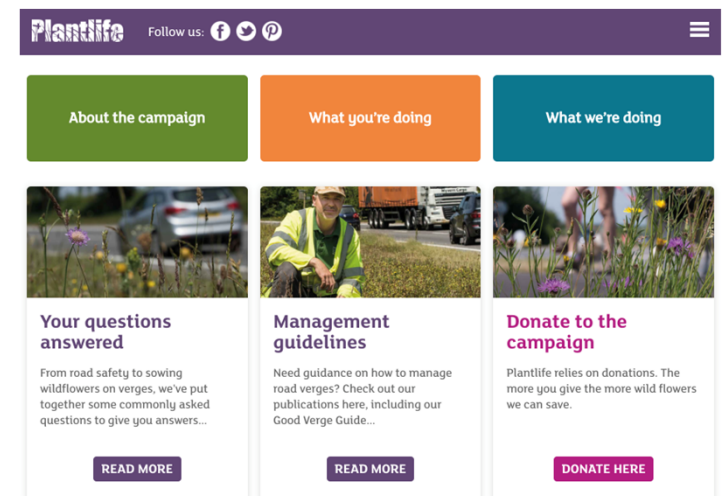 Plantlife Follow us:
About the campaign
What you're doing
What we're doing
Your questions
answered
From road safety to sowing
wildflowers on verges, we've put
together some commonly asked
questions to give you answers...
READ MORE
Management
guidelines
Need guidance on how to manage
road verges? Check out our
publications here, including our
Good Verge Guide...
READ MORE
Donate to the
campaign
Plantlife relies on donations. The
more you give the more wild flowers
we can save.
DONATE HERE